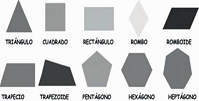 TRIÁNGULO CUADRADO RECTÁNGULO ROMBO ROMBOIDE
TRAPECIO TRAPEZOIDE PENTÁGONO HEXÁGONO HEPTÁGONO